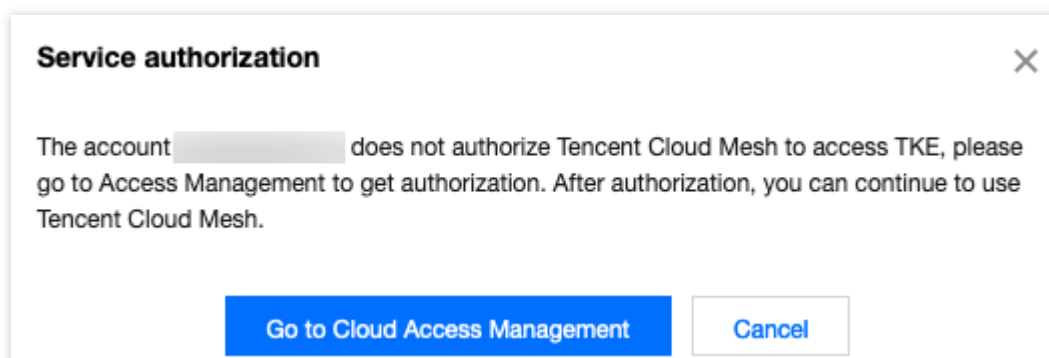 Service authorization
The account does not authorize Tencent Cloud Mesh to access TKE, please
go to Access Management to get authorization. After authorization, you can continue to use
Tencent Cloud Mesh.
Go to Cloud Access Management
Cancel